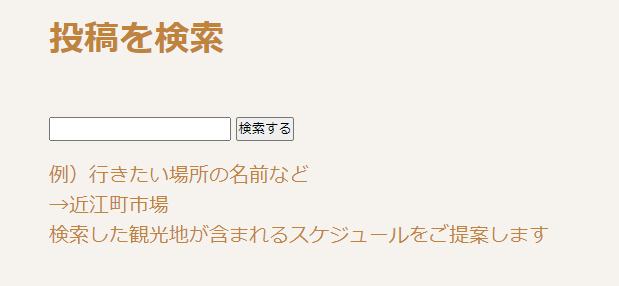 投稿を検索
検索する
例）行きたい場所の名前など
→近江町市場
検索した観光地が含まれるスケジュールをご提案します